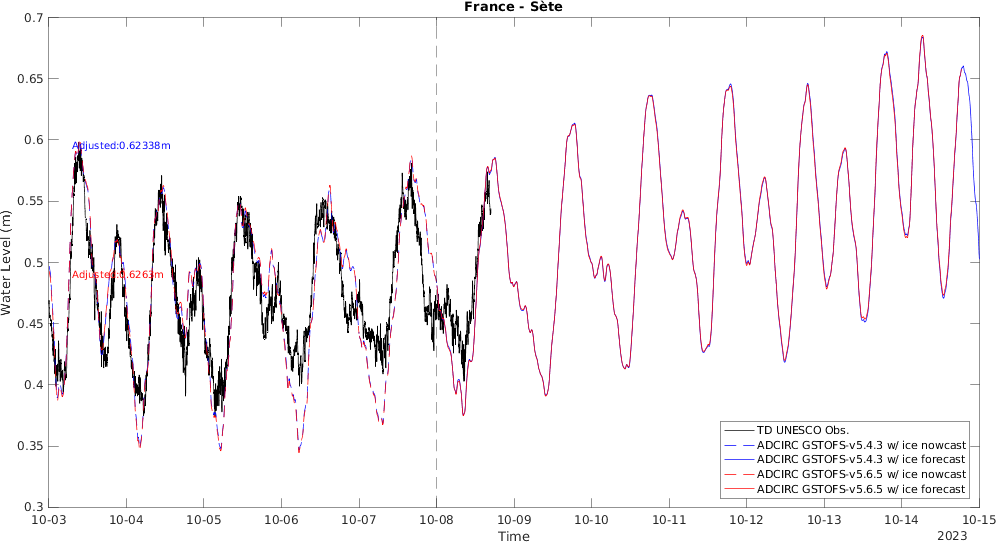 France - Sète
Water Level (m)
0.7
0.65
0.6
0.55
0.5
0.45
0.4
0.35
0.3
Adjusted:0.62338m
Adjusted:0.6263m
TD UNESCO Obs.
ADCIRC GSTOFS-v5.4.3 w/ ice nowcast
ADCIRC GSTOFS-v5.4.3 w/ ice forecast
ADCIRC GSTOFS-v5.6.5 w/ ice nowcast
ADCIRC GSTOFS-v5.6.5 w/ ice forecast
10-03 10-04 10-05 10-06 10-07 10-08 10-09 10-10 10-11 10-12 10-13 10-14 10-15
Time
2023